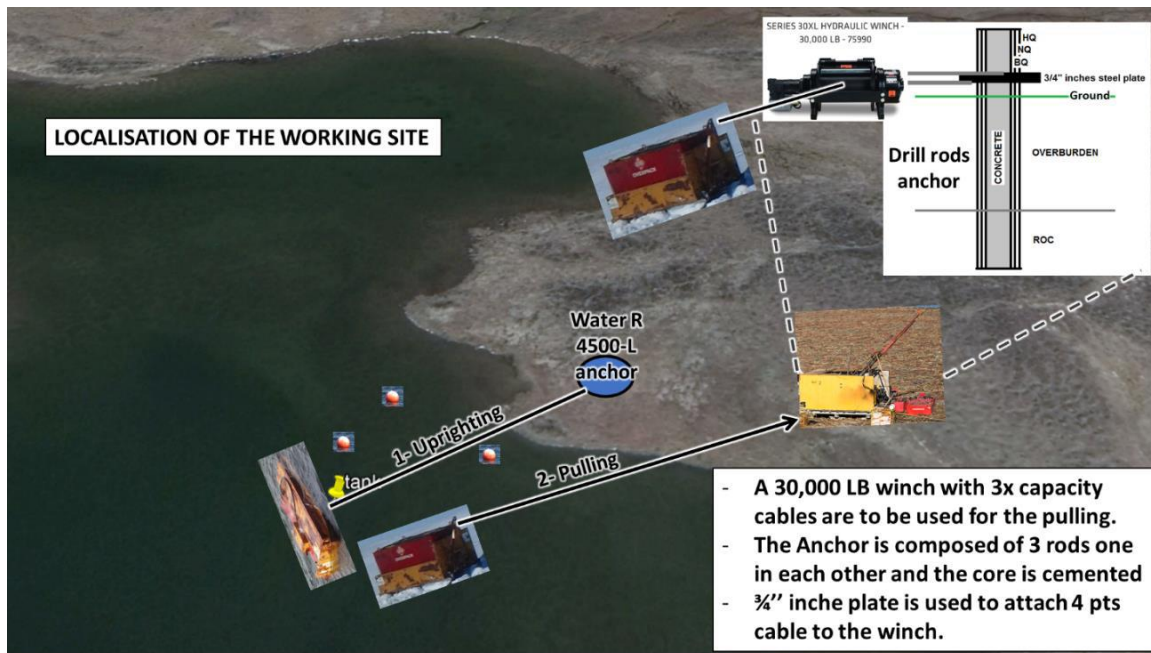 SERIES 30XL HYDRAULIC WINCH -
30,000 LB - 75990
HQ
NQ
BQ
3/4" inches steel plate
Ground
CONCRETE
OVERBURDEN
Drill rods
anchor
ROC
LOCALISATION OF THE WORKING SITE
Water R
4500-L
anchor
1- Uprighting
tank
2- Pulling
- A 30,000 LB winch with 3x capacity
cables are to be used for the pulling.
- The Anchor is composed of 3 rods one
in each other and the core is cemented
- ¾’’ inche plate is used to attach 4 pts
cable to the winch.